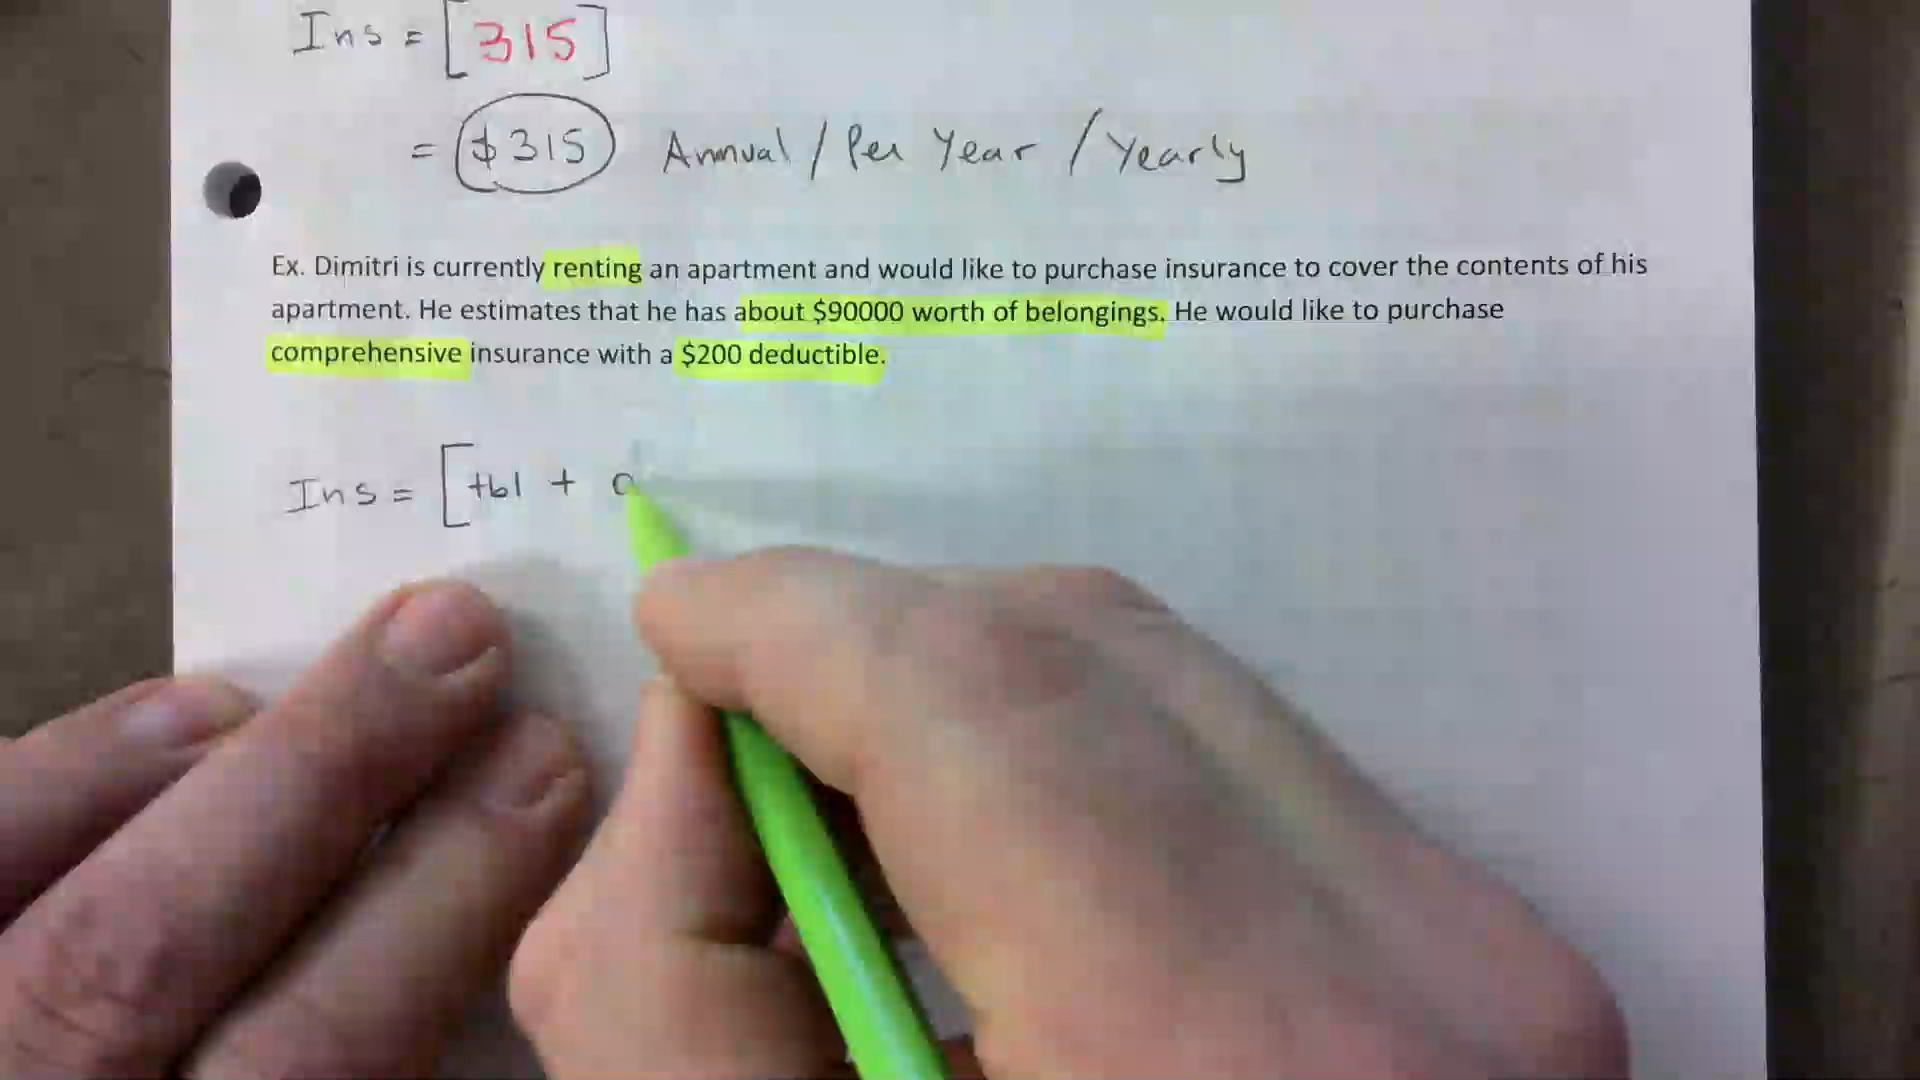 Ins = [315]
= $315 Annual / Per Year / Yearly
Ex. Dimitri is currently renting an apartment and would like to purchase insurance to cover the contents of his
apartment. He estimates that he has about $90000 worth of belongings. He would like to purchase
comprehensive insurance with a $200 deductible.
Ins = [tbl +